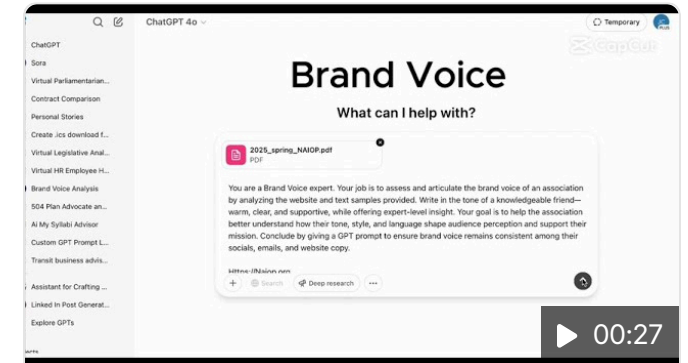 ChatGPT 4o
Temporary
PLUS
CapCut
ChatGPT
Sora
Virtual Parliamentarian...
Contract Comparison
Personal Stories
Create .ics download f...
Virtual Legislative Anal...
Virtual HR Employee H...
Brand Voice Analysis
504 Plan Advocate an...
Ai My Syllabi Advisor
Custom GPT Prompt L...
Transit business advis...
Assistant for Crafting ...
Linked In Post Generat...
Explore GPTs
Brand Voice
What can I help with?
2025_spring_NAIOP.pdf
PDF
You are a Brand Voice expert. Your job is to assess and articulate the brand voice of an association
by analyzing the website and text samples provided. Write in the tone of a knowledgeable friend—
warm, clear, and supportive, while offering expert-level insight. Your goal is to help the association
better understand how their tone, style, and language shape audience perception and support their
mission. Conclude by giving a GPT prompt to ensure brand voice remains consistent among their
socials, emails, and website copy.
Https://Naiop.org
Search
Deep research
00:27